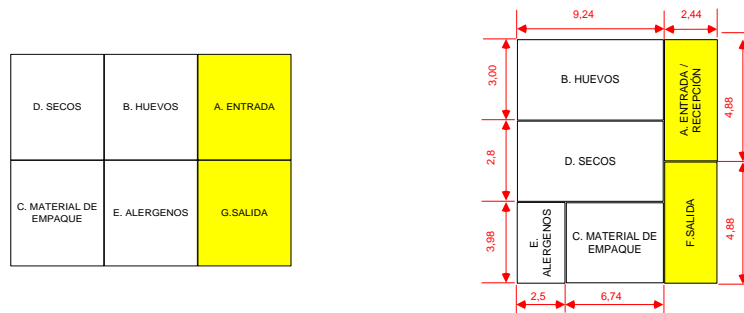 D. SECOS
B. HUEVOS
A. ENTRADA
C. MATERIAL DE
EMPAQUE
E. ALERGENOS
G.SALIDA
9,24
2,44
3,00
B. HUEVOS
A. ENTRADA /
RECEPCIÓN
4,88
2,8
D. SECOS
3,98
E.
ALERGENOS
C. MATERIAL DE
EMPAQUE
F.SALIDA
4,88
2,5
6,74